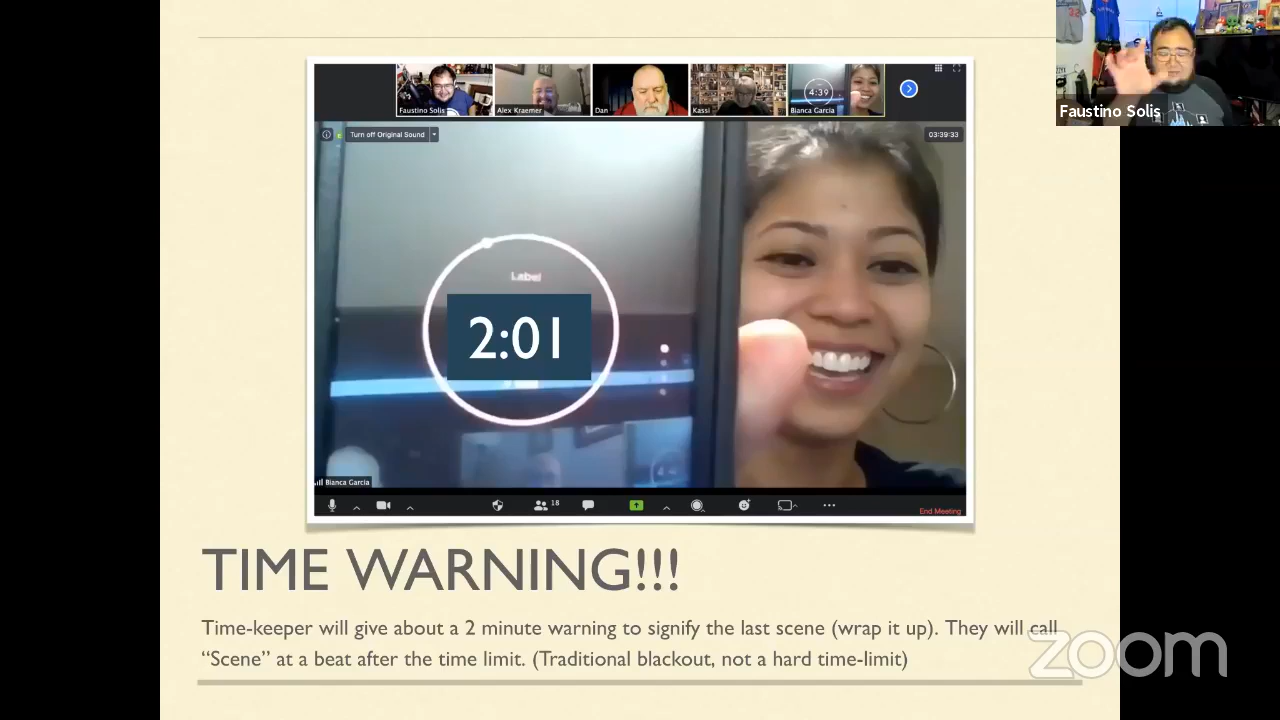 Faustino Solis
Alex Kraemer
Dan
Kassi
4:39
Bianca Garcia
Turn off Original Sound
03:39:33
Label
2:01
Bianca Garcia
18
End Meeting
Faustino Solis
TIME WARNING!!!
Time-keeper will give about a 2 minute warning to signify the last scene (wrap it up). They will call
“Scene” at a beat after the time limit. (Traditional blackout, not a hard time-limit)
zoom